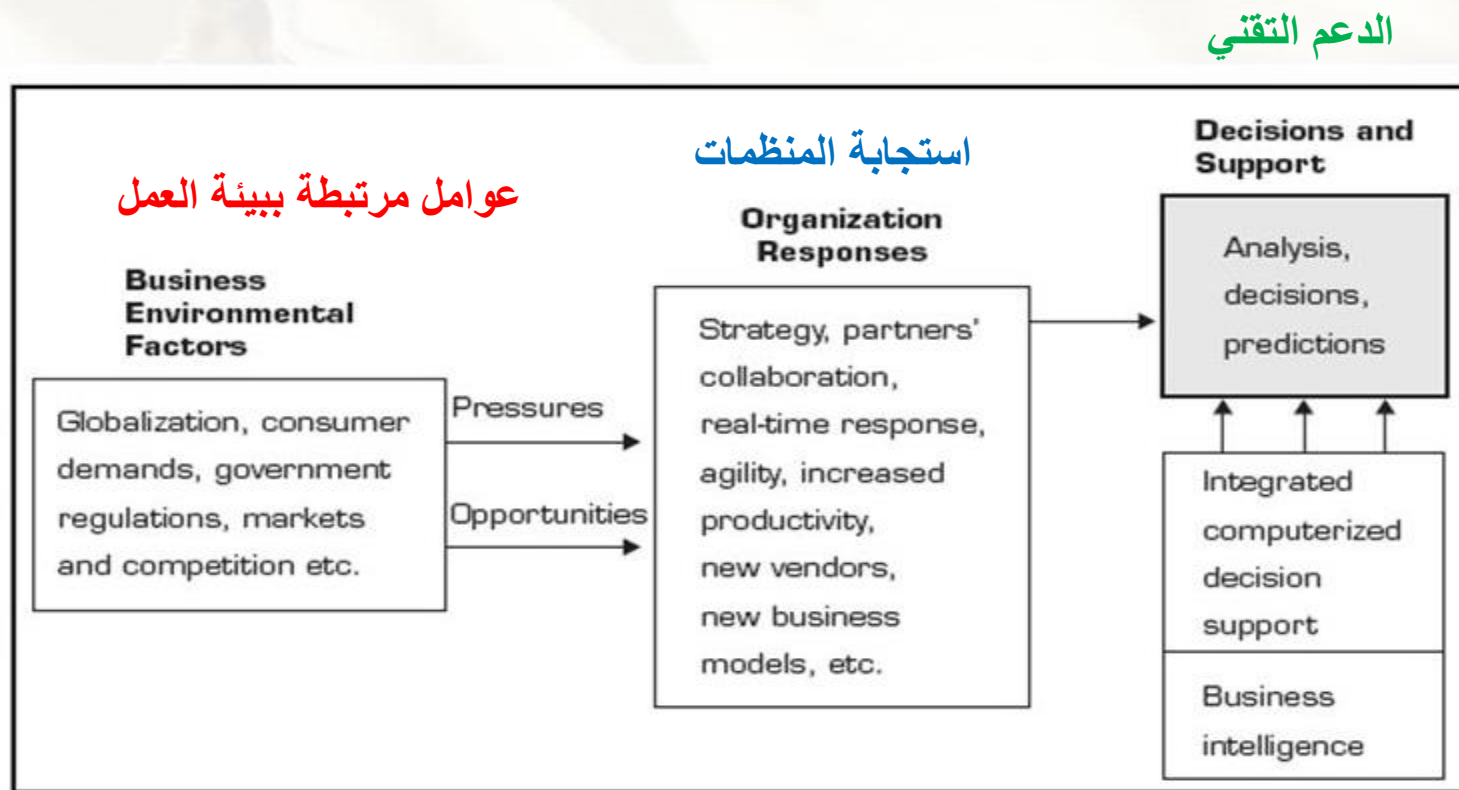 الدعم التقني
عوامل مرتبطة ببيئة العمل
Business
Environmental
Factors
Globalization, consumer
demands, government
regulations, markets
and competition etc.
Pressures
Opportunities
استجابة المنظمات
Organization
Responses
Strategy, partners’
collaboration,
real-time response,
agility, increased
productivity,
new vendors,
new business
models, etc.
Decisions and
Support
Analysis,
decisions,
predictions
Integrated
computerized
decision
support
Business
intelligence